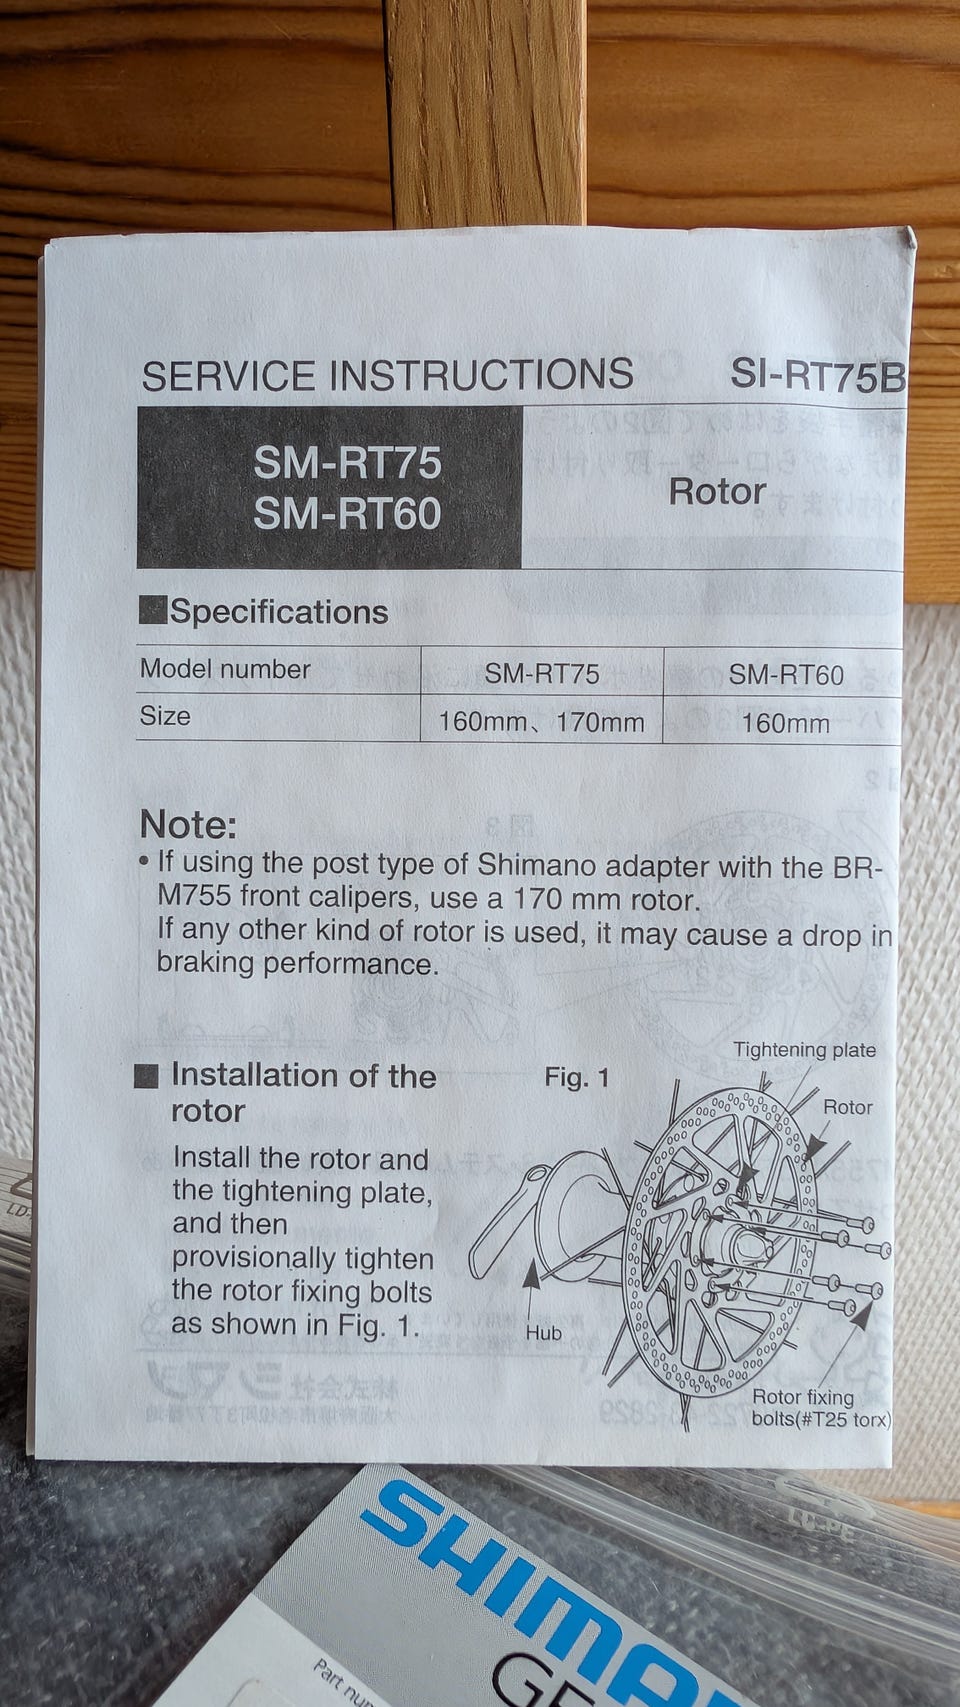 SERVICE INSTRUCTIONS SI-RT75B
SM-RT75
SM-RT60
Rotor
■Specifications
Model number SM-RT75 SM-RT60
Size 160mm、170mm 160mm
Note:
• If using the post type of Shimano adapter with the BR-
M755 front calipers, use a 170 mm rotor.
If any other kind of rotor is used, it may cause a drop in
braking performance.
■ Installation of the
rotor
Install the rotor and
the tightening plate,
and then
provisionally tighten
the rotor fixing bolts
as shown in Fig. 1.
Fig. 1
Tightening plate
Rotor
Hub
Rotor fixing
bolts(#T25 torx)
LD-PE
SHIMA
Part